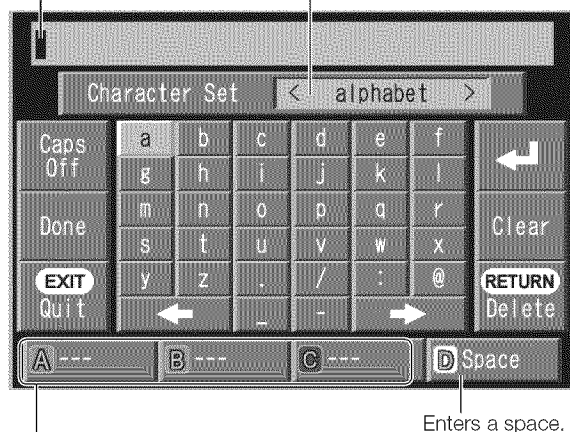 Character Set < alphabet >
Caps Off a b c d e f
g h i j k l
Done m n o p q r Clear
s t u v w x
EXIT Quit y z . / : @ RETURN Delete
_ -
A --- B --- C --- D Space
Enters a space.